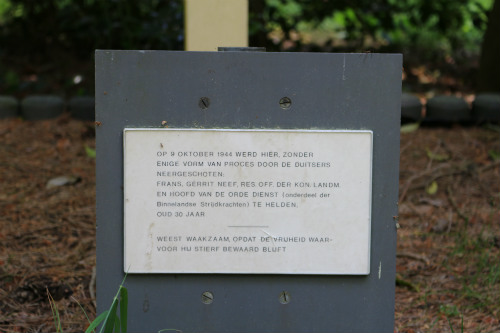 OP 9 OKTOBER 1944 WERD HIER, ZONDER
ENIGE VORM VAN PROCES DOOR DE DUITSERS
NEERGESCHOTEN:
FRANS, GERRIT NEEF, RES. OFF. DER KON. LANDM.
EN HOOFD VAN DE ORDE DIENST (onderdeel der
Binnelandse Strijdkrachten) TE HELDEN.
OUD 30 JAAR.
WEEST WAAKZAAM, OPDAT DE VRIJHEID WAAR-
VOOR HIJ STIERF BEWAARD BLIJFT